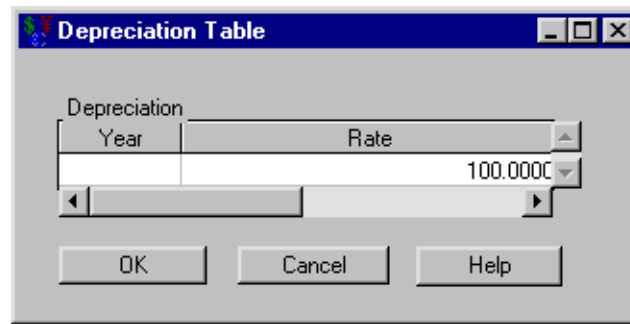 Depreciation Table
Depreciation
Year Rate
100.0000
OK Cancel Help